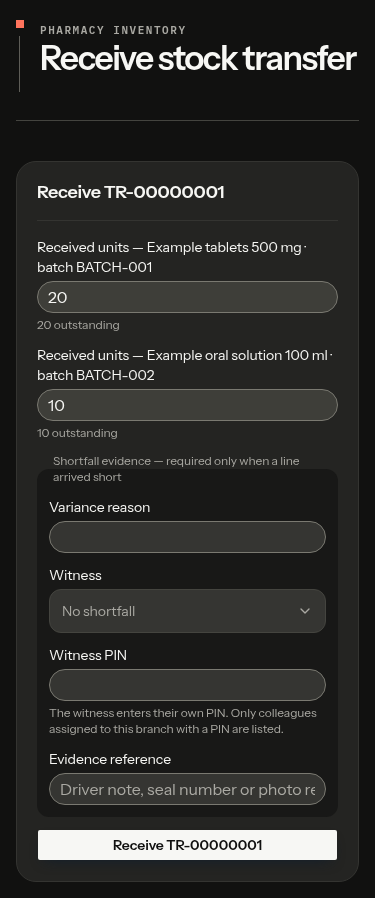 PHARMACY INVENTORY
Receive stock transfer
Receive TR-00000001
Received units — Example tablets 500 mg ·
batch BATCH-001
20
20 outstanding
Received units — Example oral solution 100 ml ·
batch BATCH-002
10
10 outstanding
Shortfall evidence — required only when a line
arrived short
Variance reason
Witness
No shortfall
Witness PIN
The witness enters their own PIN. Only colleagues
assigned to this branch with a PIN are listed.
Evidence reference
Driver note, seal number or photo re
Receive TR-00000001